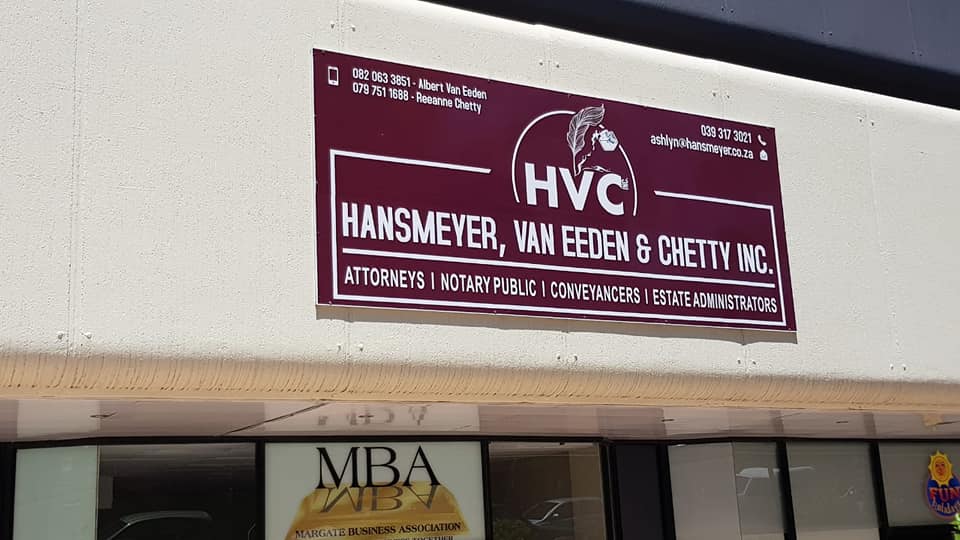 082 063 3851 - Albert Van Eeden
079 751 1688 - Reeanne Chetty
039 317 3021
ashlyn@hansmeyer.co.za
HVC
HANSMEYER, VAN EEDEN & CHETTY INC.
ATTORNEYS | NOTARY PUBLIC | CONVEYANCERS | ESTATE ADMINISTRATORS
MBA
MARGATE BUSINESS ASSOCIATION
TOGETHER
FUN